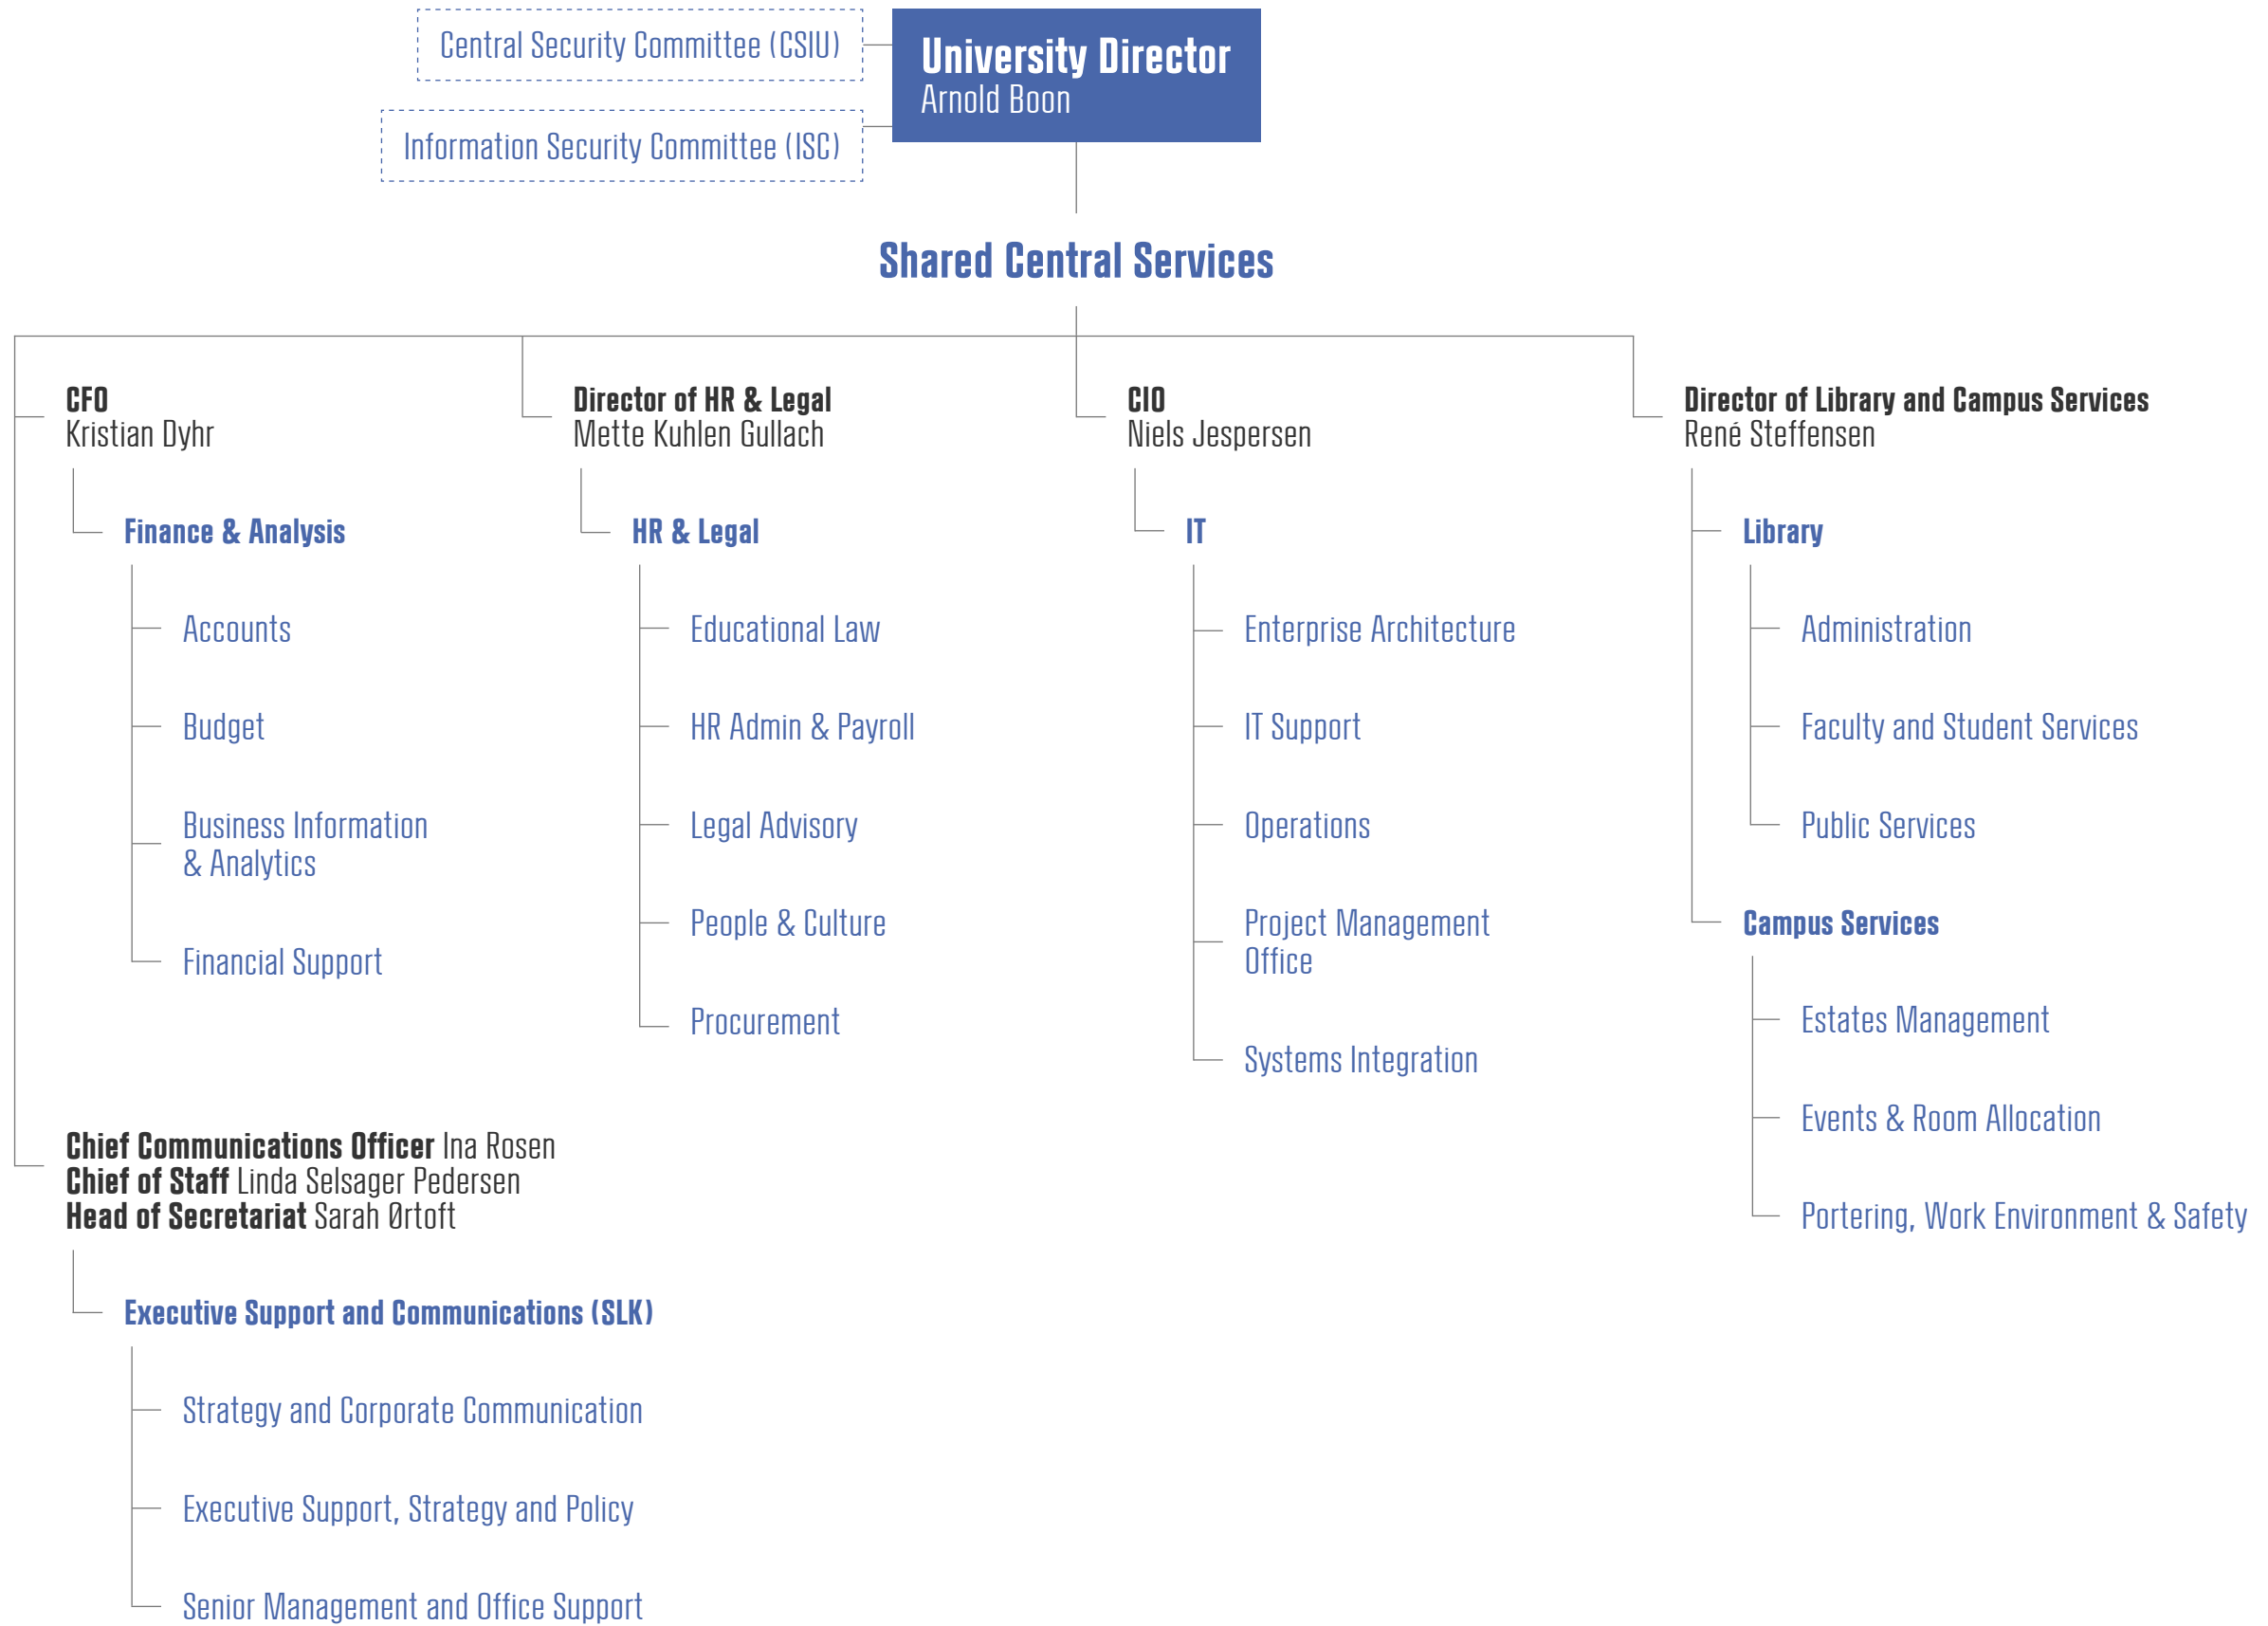 Central Security Committee (CSIU)
Information Security Committee (ISC)
University Director
Arnold Boon
Shared Central Services
CFO
Kristian Dyhr
Finance & Analysis
Accounts
Budget
Business Information
& Analytics
Financial Support
Director of HR & Legal
Mette Kuhlen Gullach
HR & Legal
Educational Law
HR Admin & Payroll
Legal Advisory
People & Culture
Procurement
CIO
Niels Jespersen
IT
Enterprise Architecture
IT Support
Operations
Project Management
Office
Systems Integration
Director of Library and Campus Services
René Steffensen
Library
Administration
Faculty and Student Services
Public Services
Campus Services
Estates Management
Events & Room Allocation
Portering, Work Environment & Safety
Chief Communications Officer Ina Rosen
Chief of Staff Linda Selsager Pedersen
Head of Secretariat Sarah Ørtoft
Executive Support and Communications (SLK)
Strategy and Corporate Communication
Executive Support, Strategy and Policy
Senior Management and Office Support